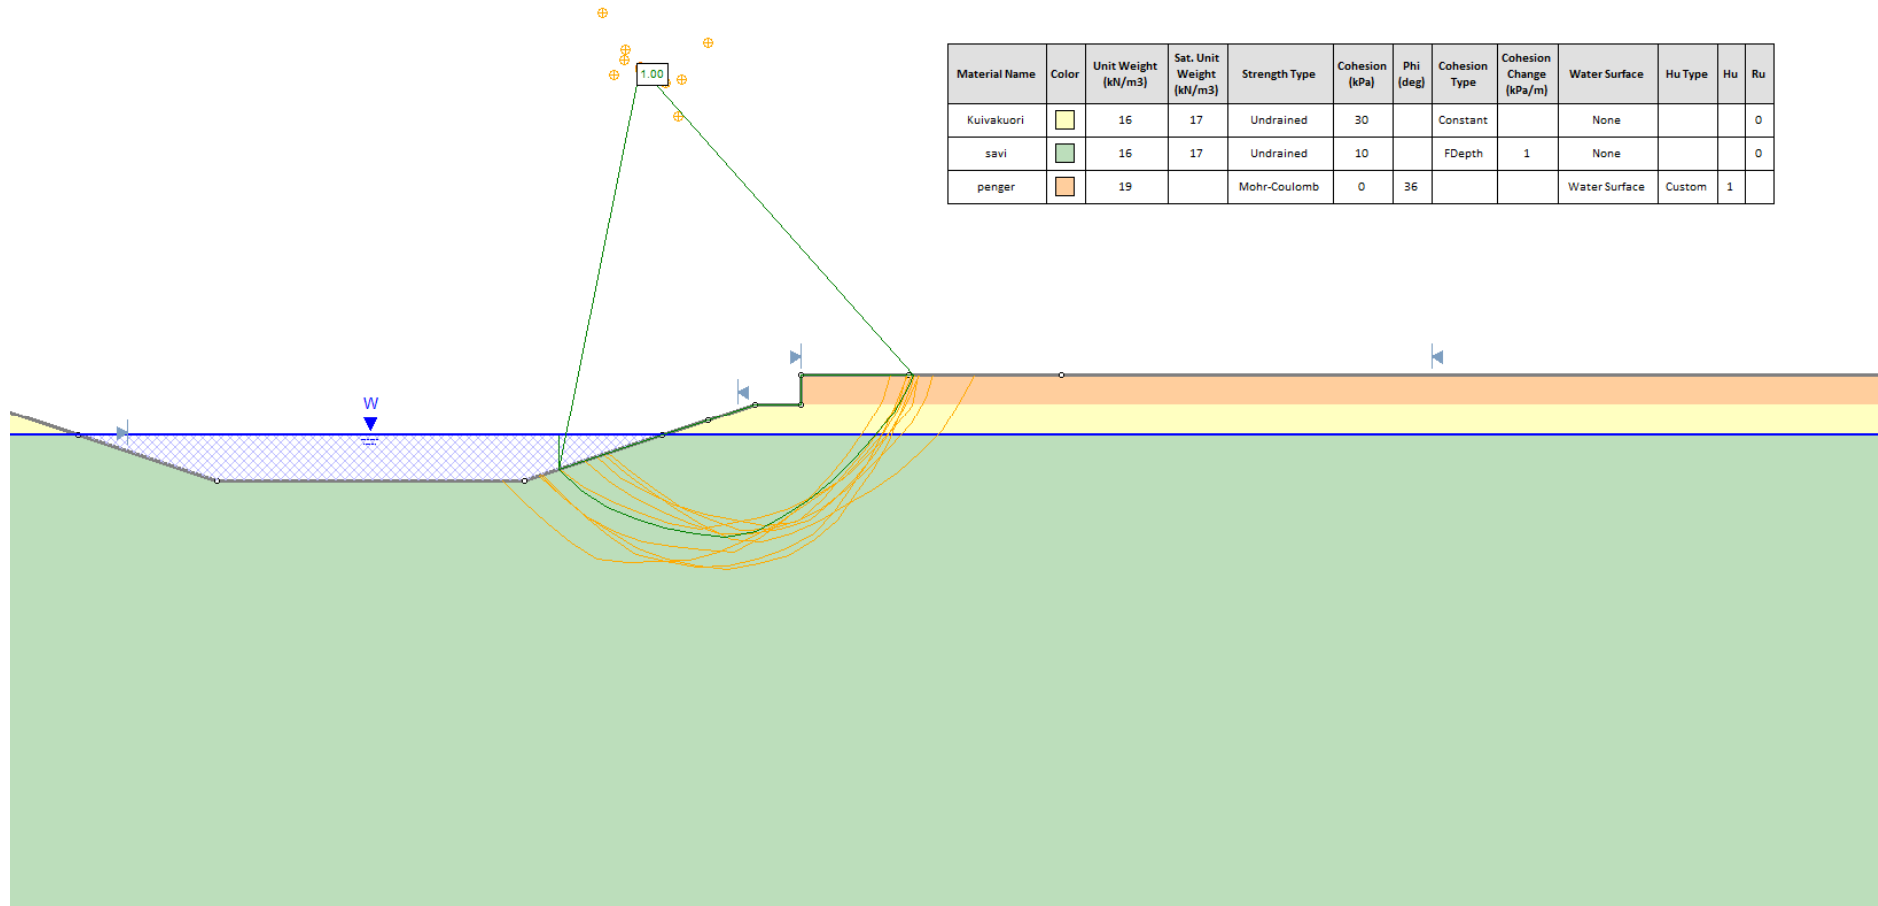 1.00
Material Name Color Unit Weight (kN/m3) Sat. Unit Weight (kN/m3) Strength Type Cohesion (kPa) Phi (deg) Cohesion Type Cohesion Change (kPa/m) Water Surface Hu Type Hu Ru
Kuivakuori 16 17 Undrained 30 Constant None 0
savi 16 17 Undrained 10 FDepth 1 None 0
penger 19 Mohr-Coulomb 0 36 Water Surface Custom 1
W